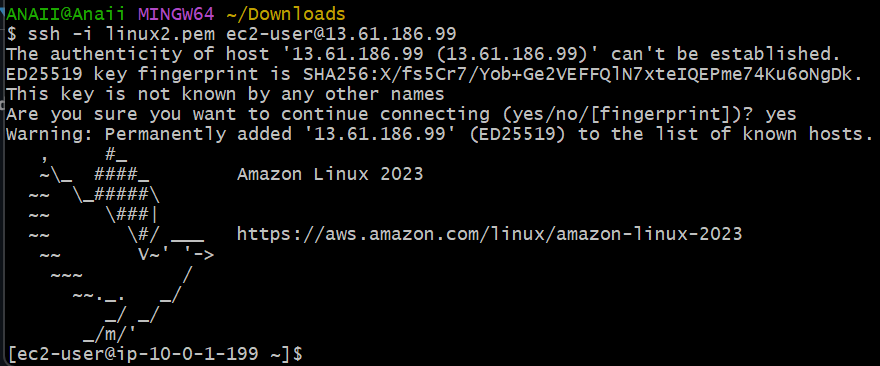 ANAII@Anaii MINGW64 ~/Downloads
$ ssh -i linux2.pem ec2-user@13.61.186.99
The authenticity of host '13.61.186.99 (13.61.186.99)' can't be established.
ED25519 key fingerprint is SHA256:X/fs5Cr7/Yob+Ge2VEFFQlN7xteIQEPme74Ku6oNgDk.
This key is not known by any other names
Are you sure you want to continue connecting (yes/no/[fingerprint])? yes
Warning: Permanently added '13.61.186.99' (ED25519) to the list of known hosts.
   ,     #_
   ~\_  ####_        Amazon Linux 2023
  ~~  \_#####\
  ~~     \###|
  ~~       \#/ ___   https://aws.amazon.com/linux/amazon-linux-2023
   ~~       V~' '->
    ~~~         /
      ~~._.   _/
         _/ _/
       _/m/'
[ec2-user@ip-10-0-1-199 ~]$